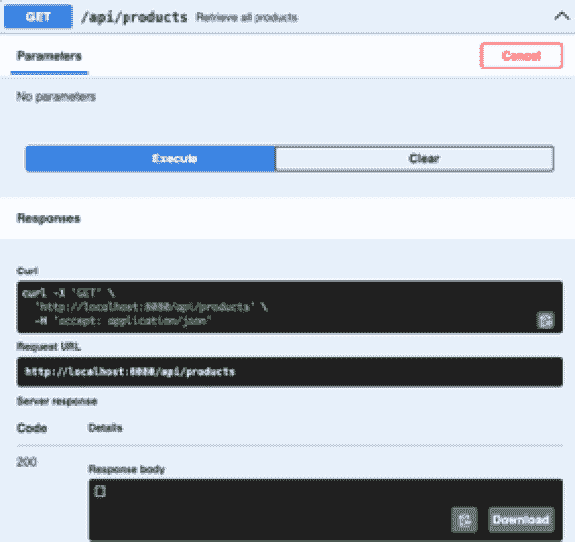 GET /api/products Retrieve all products
Parameters
Cancel
No parameters
Execute
Clear
Responses
Curl
curl -X 'GET' \
'http://localhost:8080/api/products' \
-H 'accept: application/json'
Request URL
http://localhost:8080/api/products
Server response
Code Details
200
Response body
[]
Download